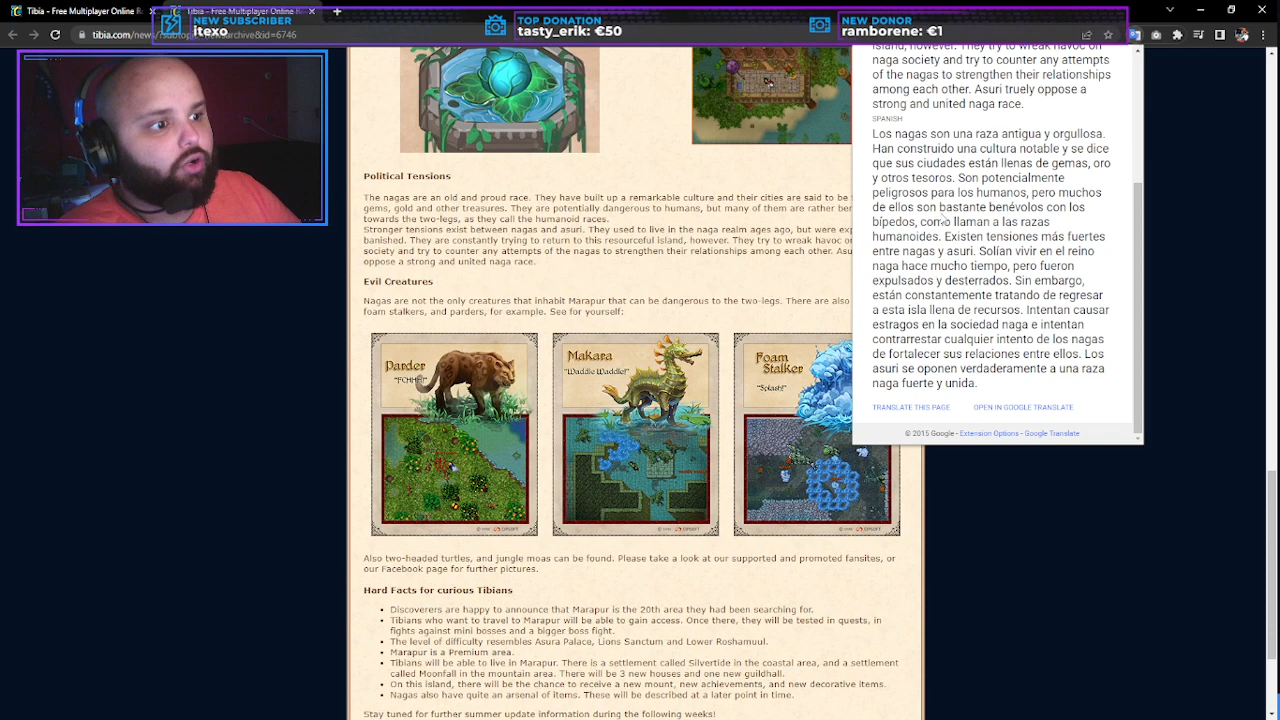 Tibia - Free Multiplayer Online R
Tibia - Free Multiplayer Online R
NEW SUBSCRIBER
itexo
TOP DONATION
tasty_erik: €50
NEW DONOR
ramborene: €1
tibia.com/news/?subtop
archive&id=6746
island, however. They try to wreak havoc on
naga society and try to counter any attempts
of the nagas to strengthen their relationships
among each other. Asuri truely oppose a
strong and united naga race.
SPANISH
Los nagas son una raza antigua y orgullosa.
Han construido una cultura notable y se dice
que sus ciudades están llenas de gemas, oro
y otros tesoros. Son potencialmente
peligrosos para los humanos, pero muchos
de ellos son bastante benévolos con los
bípedos, como llaman a las razas
humanoides. Existen tensiones más fuertes
entre nagas y asuri. Solían vivir en el reino
naga hace mucho tiempo, pero fueron
expulsados y desterrados. Sin embargo,
están constantemente tratando de regresar
a esta isla llena de recursos. Intentan causar
estragos en la sociedad naga e intentan
contrarrestar cualquier intento de los nagas
de fortalecer sus relaciones entre ellos. Los
asuri se oponen verdaderamente a una raza
naga fuerte y unida.
TRANSLATE THIS PAGE OPEN IN GOOGLE TRANSLATE
© 2015 Google - Extension Options - Google Translate
Political Tensions
The nagas are an old and proud race. They have built up a remarkable culture and their cities are said to be
gems, gold and other treasures. They are potentially dangerous to humans, but many of them are rather be
towards the two-legs, as they call the humanoid races.
Stronger tensions exist between nagas and asuri. They used to live in the naga realm ages ago, but were exp
banished. They are constantly trying to return to this resourceful island, however. They try to wreak havoc or
society and try to counter any attempts of the nagas to strengthen their relationships among each other. Asu
oppose a strong and united naga race.
Evil Creatures
Nagas are not the only creatures that inhabit Marapur that can be dangerous to the two-legs. There are also
foam stalkers, and parders, for example. See for yourself:
Parder
"FCHHH!"
Makara
"Waddle Waddle!"
Foam
Stalker
"Splash!"
CIPSOFT
CIPSOFT
CIPSOFT
Also two-headed turtles, and jungle moas can be found. Please take a look at our supported and promoted fansites, or
our Facebook page for further pictures.
Hard Facts for curious Tibians
• Discoverers are happy to announce that Marapur is the 20th area they had been searching for.
• Tibians who want to travel to Marapur will be able to gain access. Once there, they will be tested in quests, in
fights against mini bosses and a bigger boss fight.
• The level of difficulty resembles Asura Palace, Lions Sanctum and Lower Roshamuul.
• Marapur is a Premium area.
• Tibians will be able to live in Marapur. There is a settlement called Silvertide in the coastal area, and a settlement
called Moonfall in the mountain area. There will be 3 new houses and one new guildhall.
• On this island, there will be the chance to receive a new mount, new achievements, and new decorative items.
• Nagas also have quite an arsenal of items. These will be described at a later point in time.
Stay tuned for further summer update information during the following weeks!